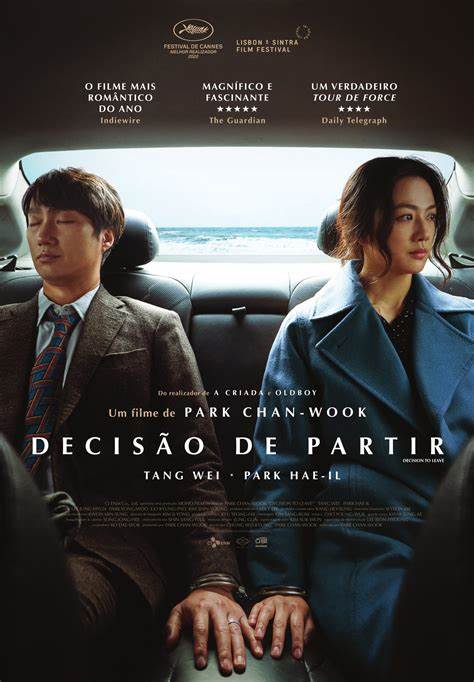 FESTIVAL DE CANNES
MELHOR REALIZADOR
2022
LISBON & SINTRA
FILM FESTIVAL
O FILME MAIS
ROMÂNTICO
DO ANO
Indiewire
MAGNÍFICO E
FASCINANTE
★★★★★
The Guardian
UM VERDADEIRO
TOUR DE FORCE
★★★★
Daily Telegraph
Do realizador de A CRIADA e OLDBOY
Um filme de PARK CHAN-WOOK
DECISÃO DE PARTIR
DECISION TO LEAVE
TANG WEI · PARK HAE-IL